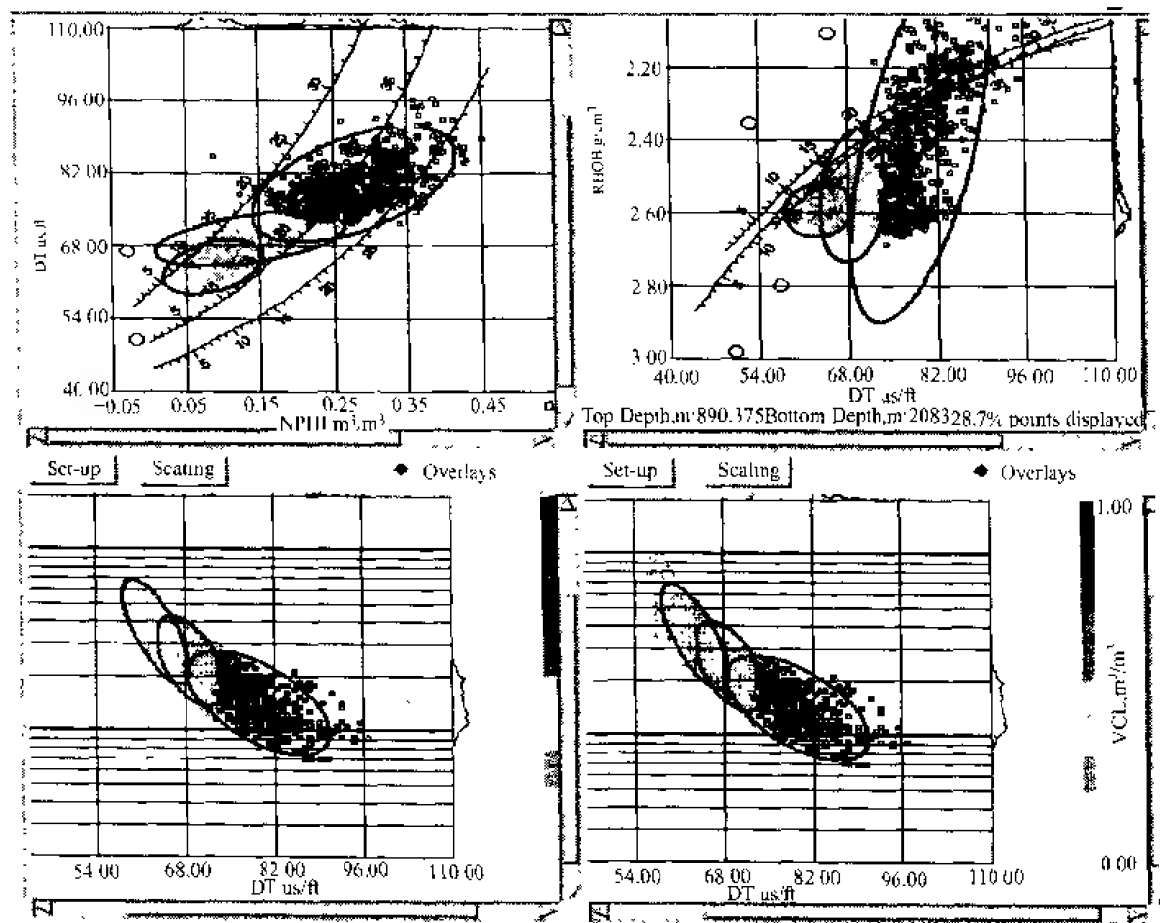 110.00
96.00
82.00
68.00
54.00
40.00
DT us/f
-0.05 0.05 0.15 0.25 0.35 0.45
NPHI m³.m³
2.20
2.40
2.60
2.80
3.00
RHOB g/cm³
40.00 54.00 68.00 82.00 96.00 110.00
DT us/ft
Top Depth,m:890.375Bottom Depth,m:208328.7% points displayed
Set-up Scaling ◆ Overlays
54.00 68.00 82.00 96.00 110.00
DT us/ft
Set-up Scaling ◆ Overlays
1.00
VCL.m³/m³
0.00
54.00 68.00 82.00 96.00 110.00
DT us/ft